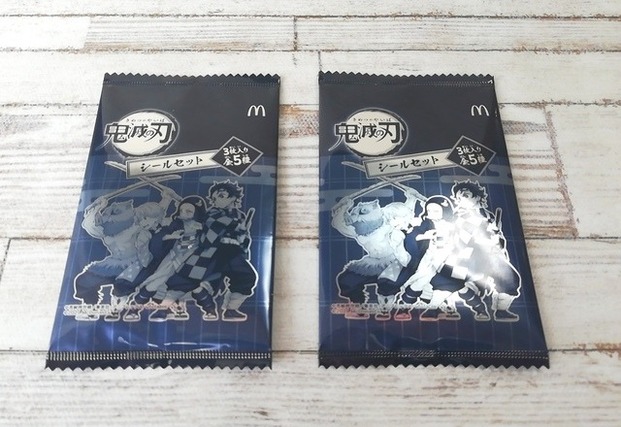 きめつのやいば
鬼滅の刃
シールセット
3枚入り
全5種
きめつのやいば
鬼滅の刃
シールセット
3枚入り
全5種